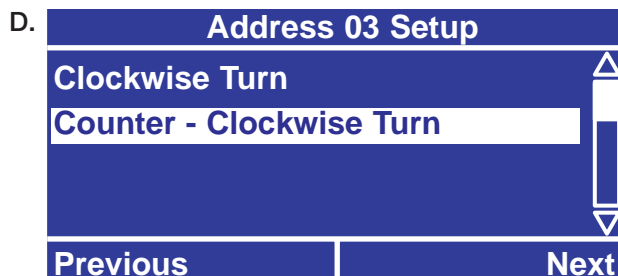 D.
Address 03 Setup
Clockwise Turn
Counter - Clockwise Turn
Previous Next